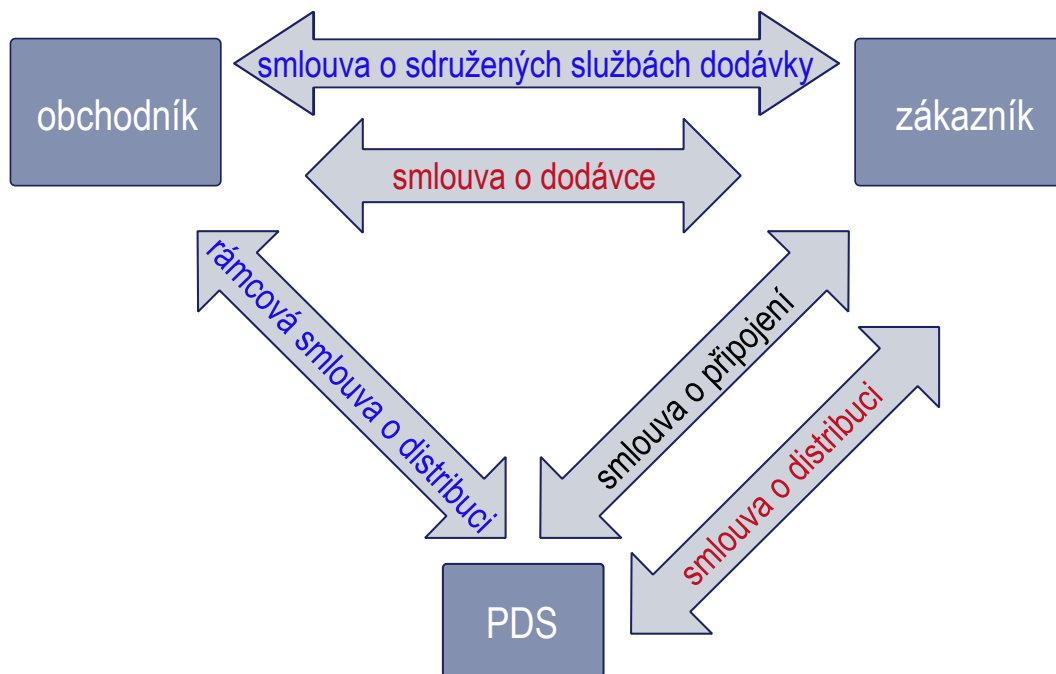 smlouva o sdružených službách dodávky
obchodník
zákazník
smlouva o dodávce
rámcová smlouva o distribuci
smlouva o připojení
smlouva o distribuci
PDS